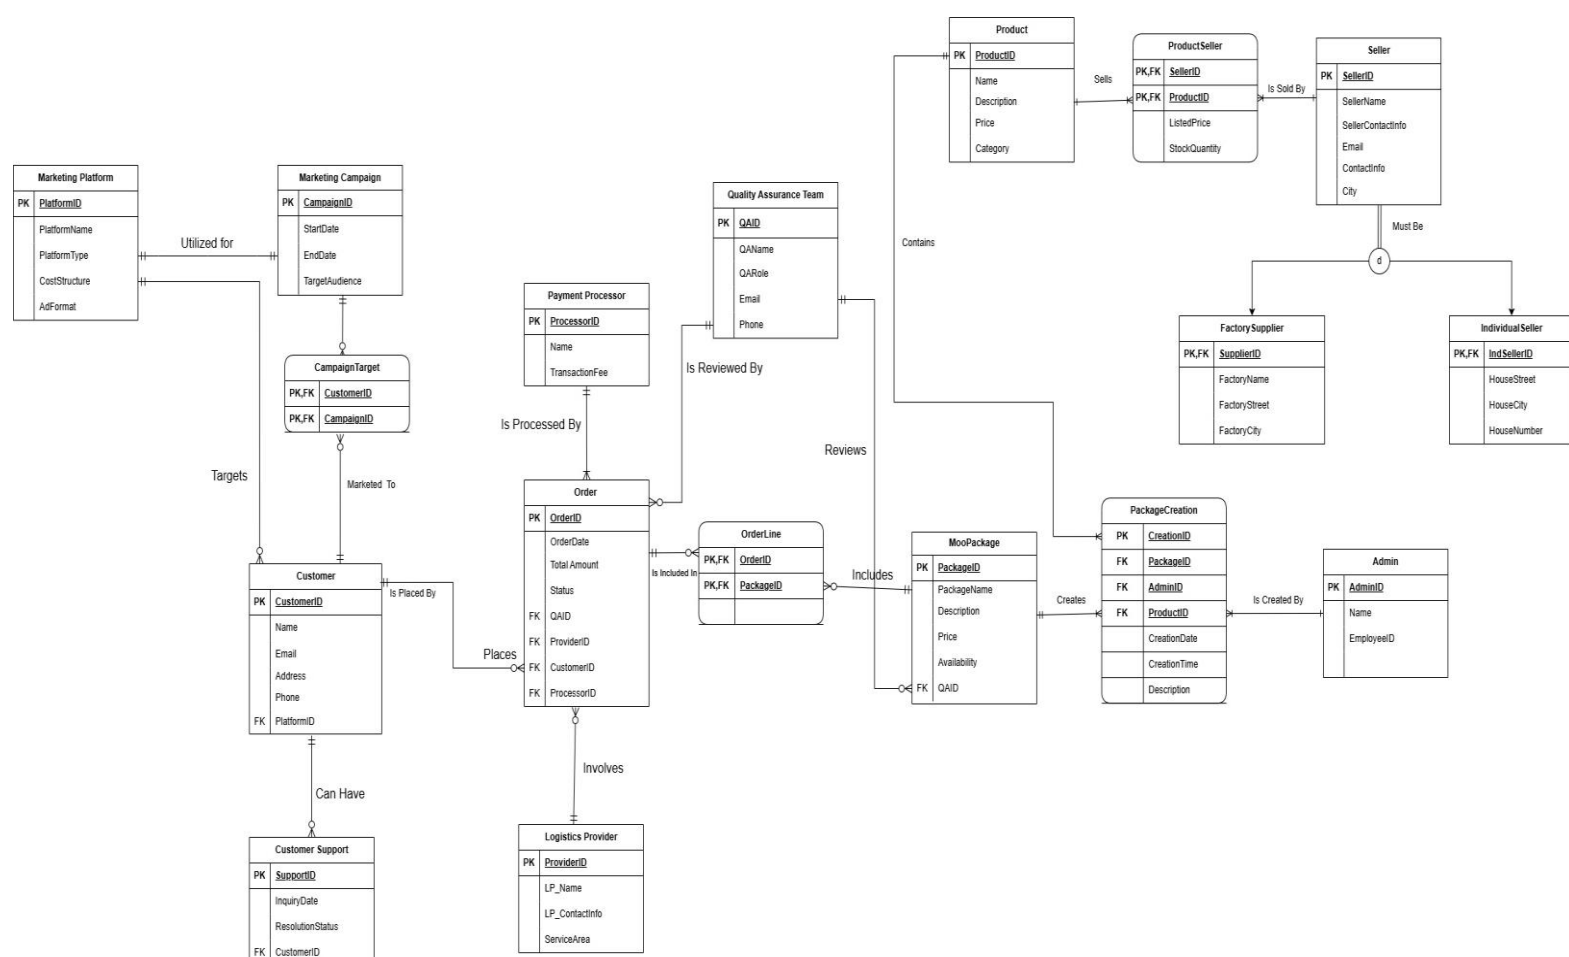 Product
PK ProductID
Name
Description
Price
Category
Sells
ProductSeller
PK,FK SellerID
PK,FK ProductID
ListedPrice
StockQuantity
Is Sold By
Seller
PK SellerID
SellerName
SellerContactInfo
Email
ContactInfo
City
Must Be
d
FactorySupplier
PK,FK SupplierID
FactoryName
FactoryStreet
FactoryCity
IndividualSeller
PK,FK IndSellerID
HouseStreet
HouseCity
HouseNumber
Marketing Platform
PK PlatformID
PlatformName
PlatformType
CostStructure
AdFormat
Utilized for
Marketing Campaign
PK CampaignID
StartDate
EndDate
TargetAudience
CampaignTarget
PK,FK CustomerID
PK,FK CampaignID
Targets
Marketed To
Quality Assurance Team
PK QAID
QAName
QARole
Email
Phone
Contains
Payment Processor
PK ProcessorID
Name
TransactionFee
Is Reviewed By
Is Processed By
Reviews
Order
PK OrderID
OrderDate
Total Amount
Status
FK QAID
FK ProviderID
FK CustomerID
FK ProcessorID
Is Included In
OrderLine
PK,FK OrderID
PK,FK PackageID
Includes
MooPackage
PK PackageID
PackageName
Description
Price
Availability
FK QAID
Creates
PackageCreation
PK CreationID
FK PackageID
FK AdminID
FK ProductID
CreationDate
CreationTime
Description
Is Created By
Admin
PK AdminID
Name
EmployeeID
Customer
PK CustomerID
Name
Email
Address
Phone
FK PlatformID
Is Placed By
Places
Can Have
Involves
Customer Support
PK SupportID
InquiryDate
ResolutionStatus
FK CustomerID
Logistics Provider
PK ProviderID
LP_Name
LP_ContactInfo
ServiceArea